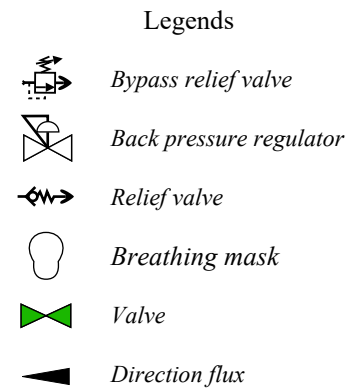 Legends
Bypass relief valve
Back pressure regulator
Relief valve
Breathing mask
Valve
Direction flux